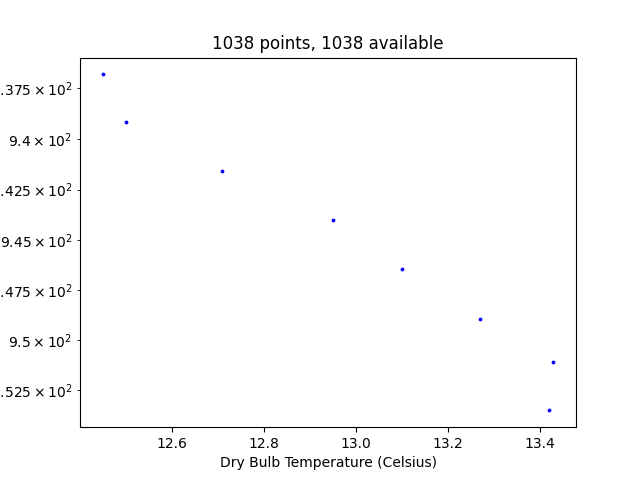 1038 points, 1038 available
.375 × 10²
9.4 × 10²
.425 × 10²
9.45 × 10²
.475 × 10²
9.5 × 10²
.525 × 10²
12.6 12.8 13.0 13.2 13.4
Dry Bulb Temperature (Celsius)